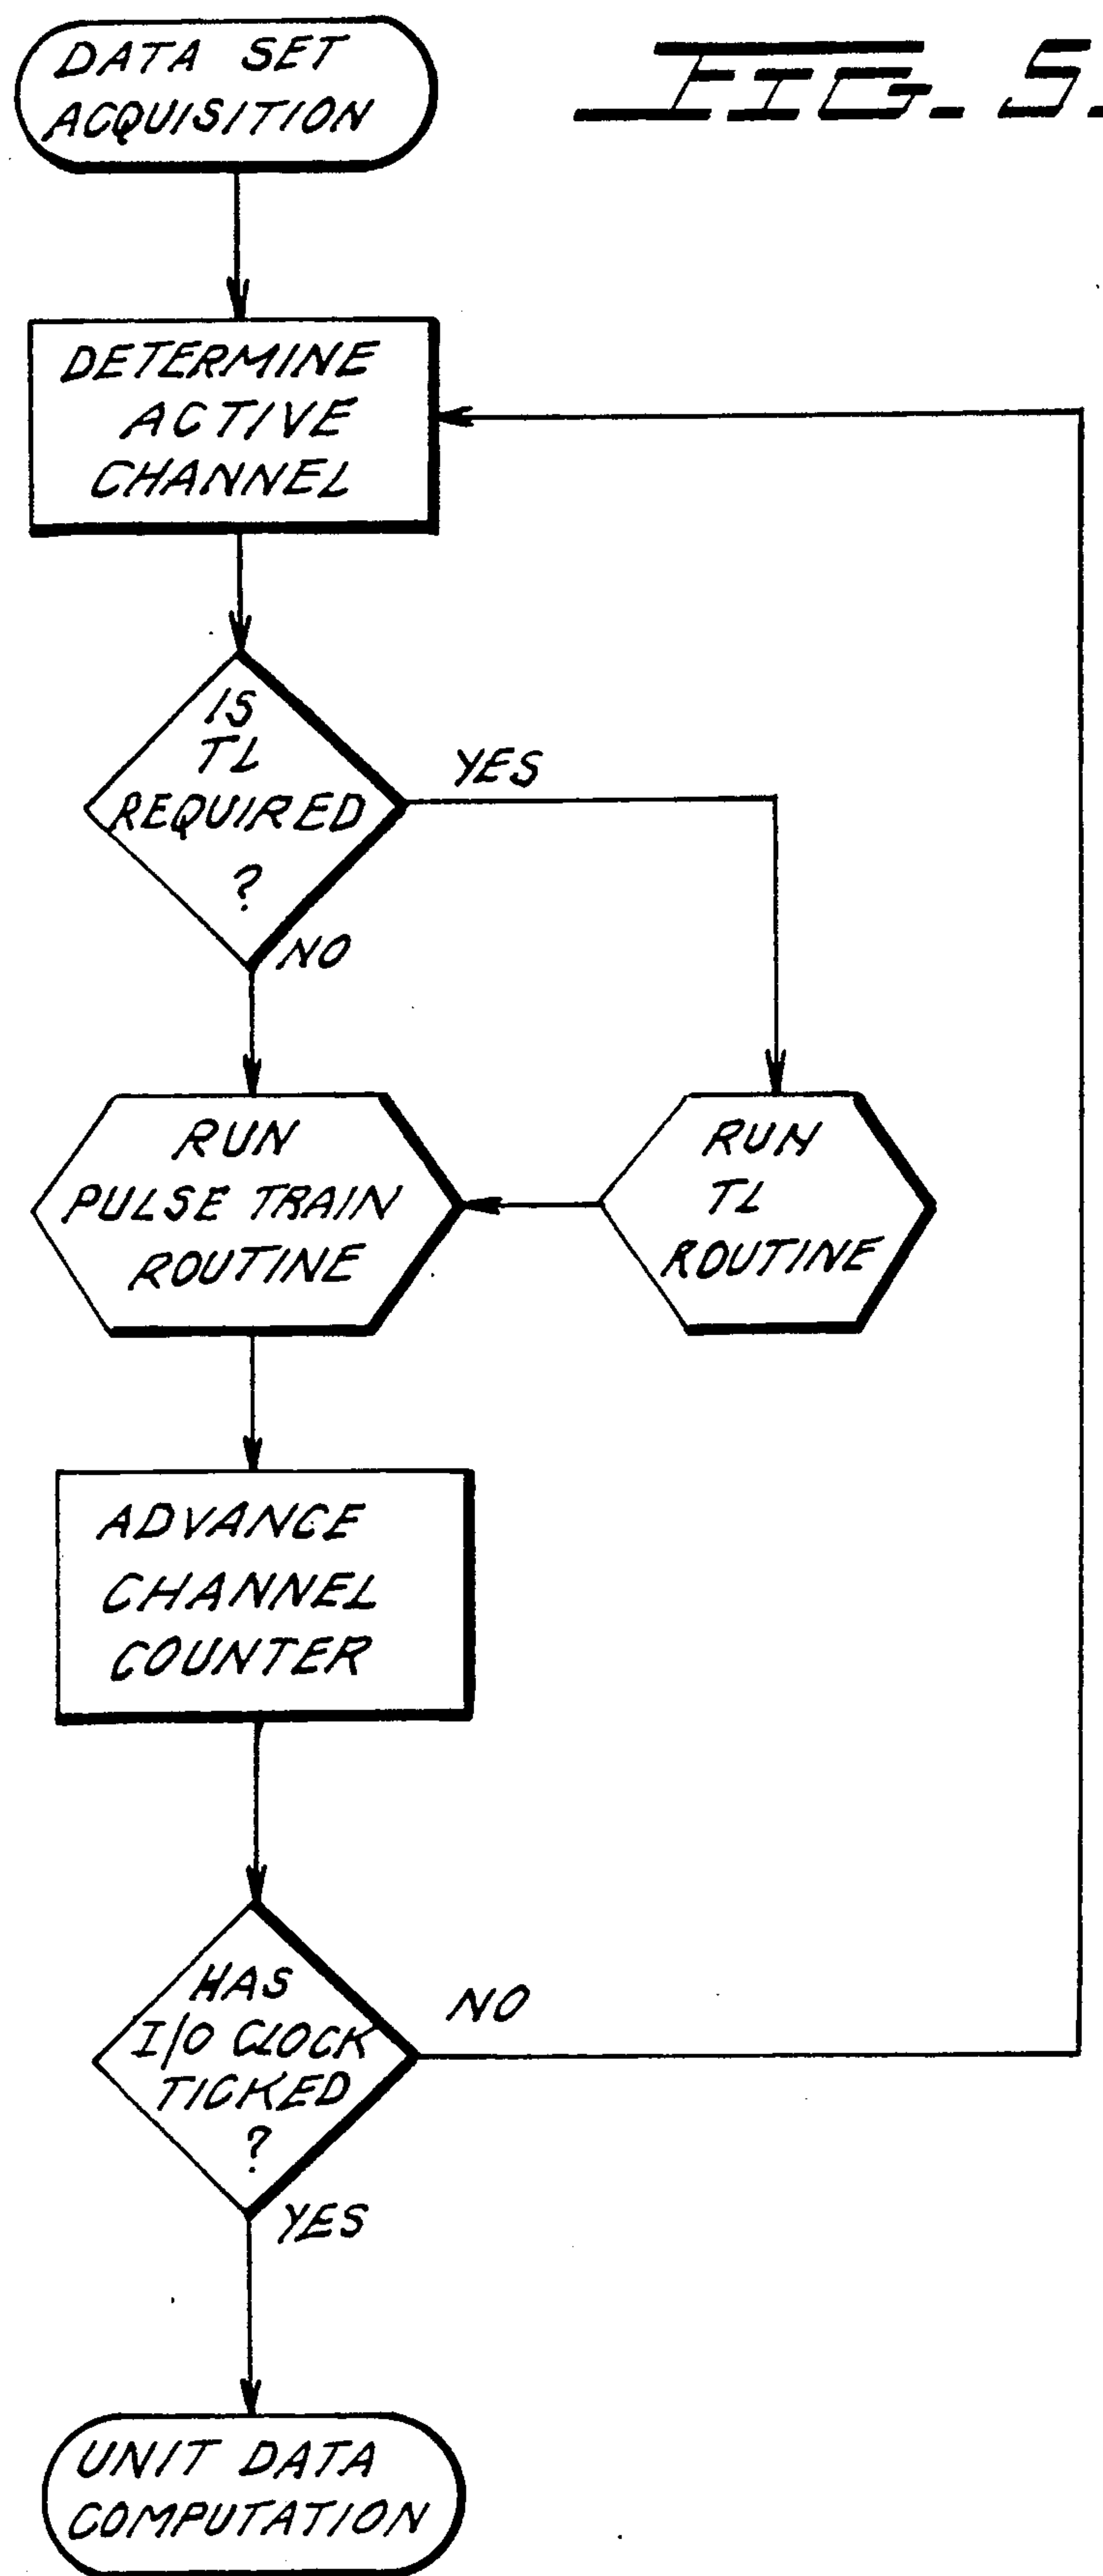 FIG. 5.
DATA SET
ACQUISITION
DETERMINE
ACTIVE
CHANNEL
IS
TL
REQUIRED
?
YES
NO
RUN
PULSE TRAIN
ROUTINE
RUN
TL
ROUTINE
ADVANCE
CHANNEL
COUNTER
HAS
I/O CLOCK
TICKED
?
NO
YES
UNIT DATA
COMPUTATION